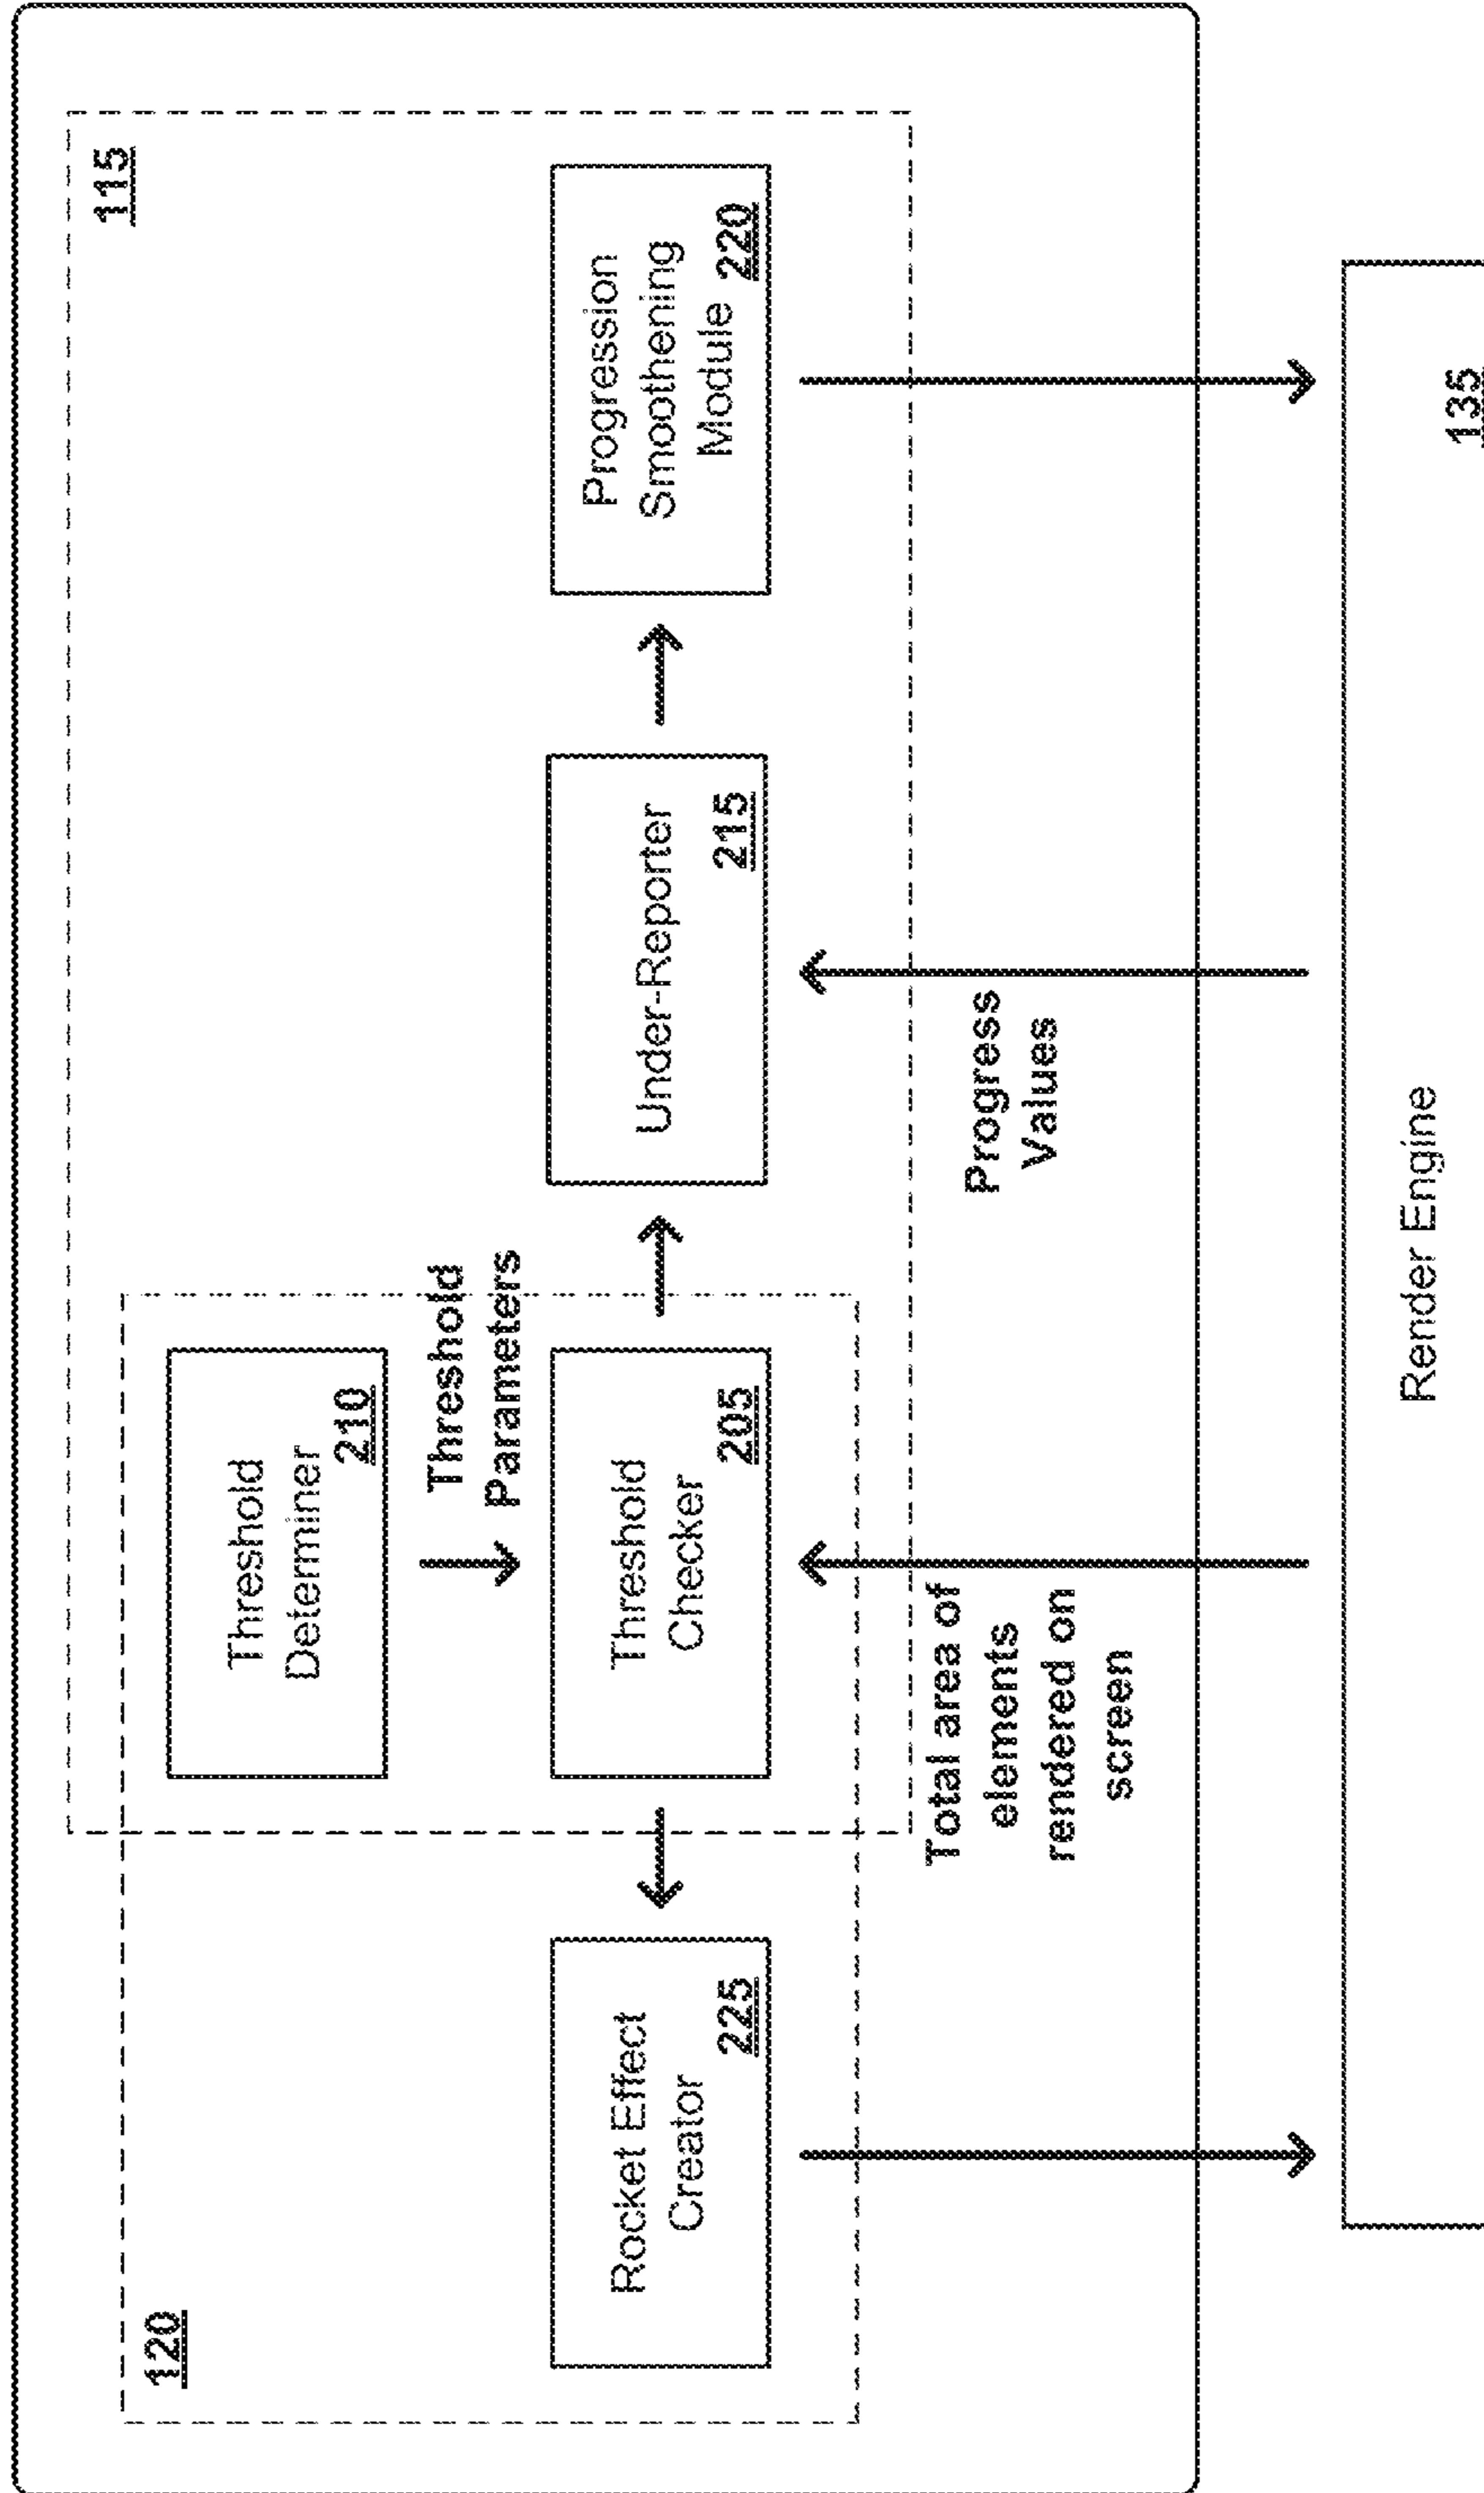 120
115
Threshold
Determiner
210
Threshold
Parameters
Rocket Effect
Creator
225
Threshold
Checker
205
Under-Reporter
215
Progression
Smoothening
Module 220
Total area of
elements
rendered on
screen
Progress
Values
Render Engine
135